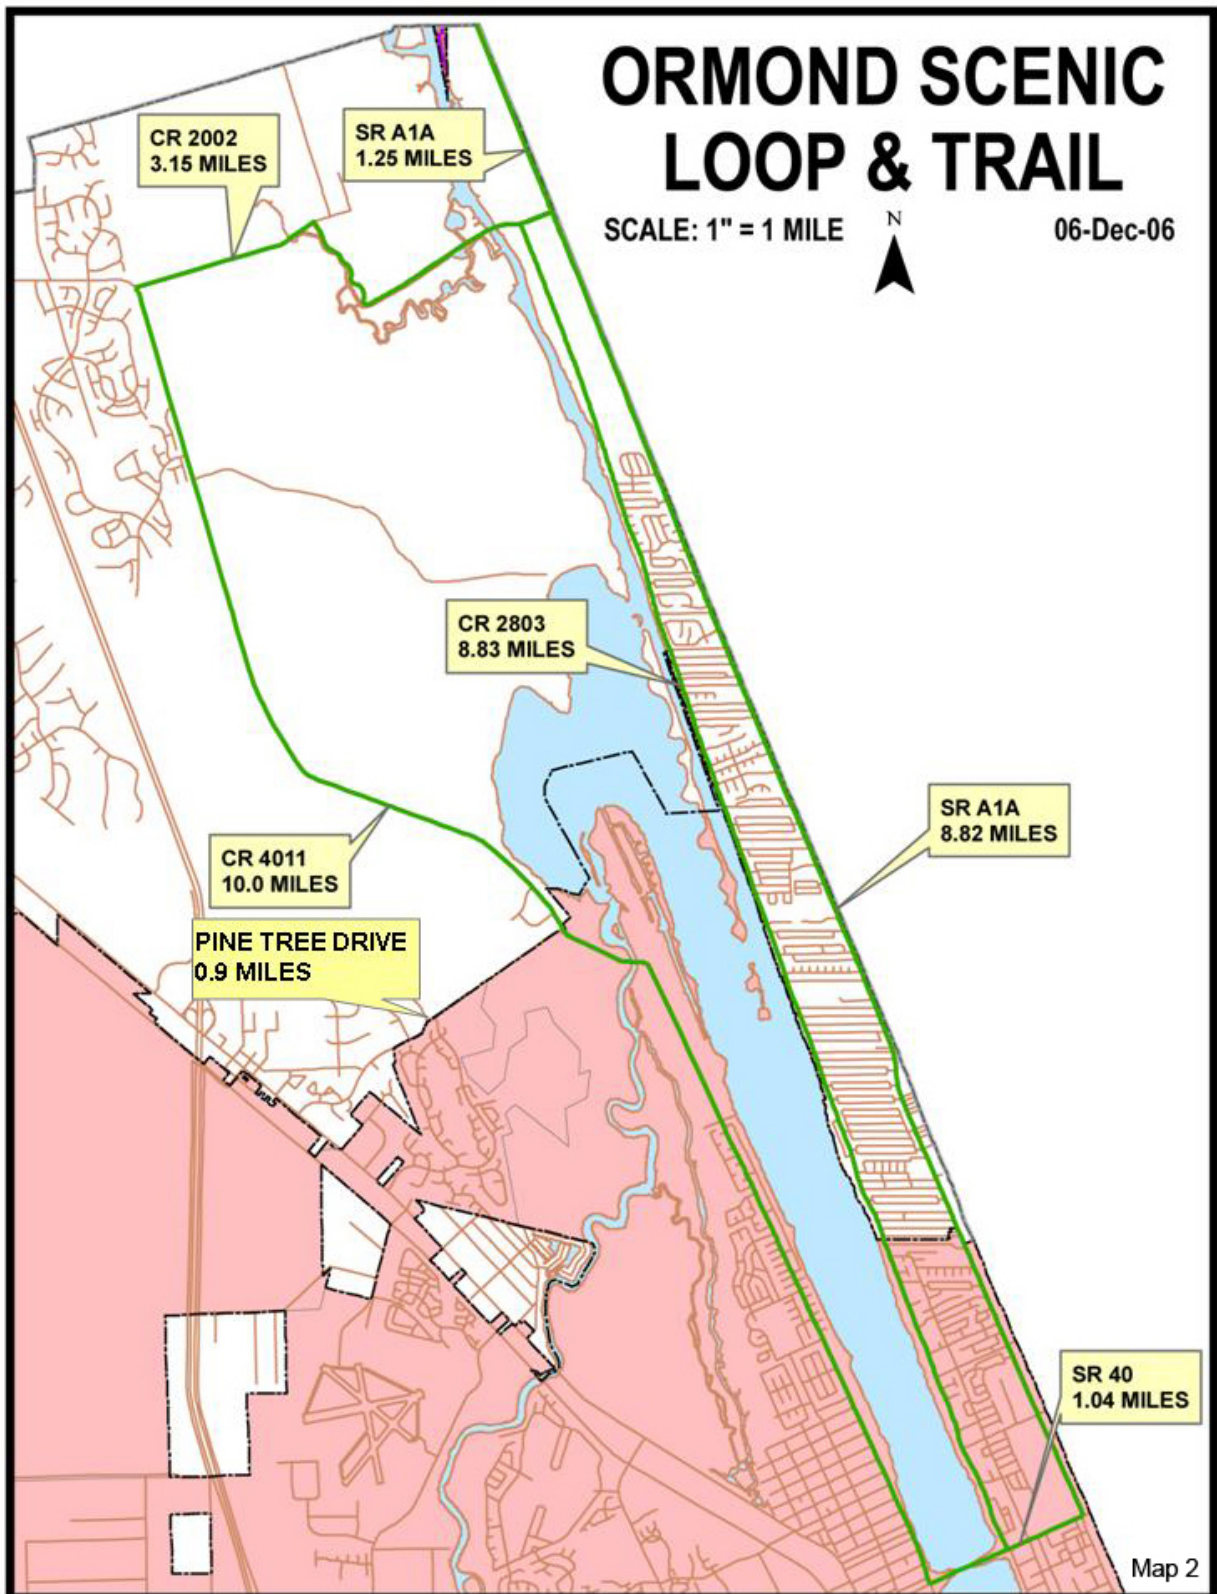 ORMOND SCENIC
LOOP & TRAIL
SCALE: 1" = 1 MILE
N
06-Dec-06
CR 2002
3.15 MILES
SR A1A
1.25 MILES
CR 2803
8.83 MILES
SR A1A
8.82 MILES
CR 4011
10.0 MILES
PINE TREE DRIVE
0.9 MILES
SR 40
1.04 MILES
Map 2